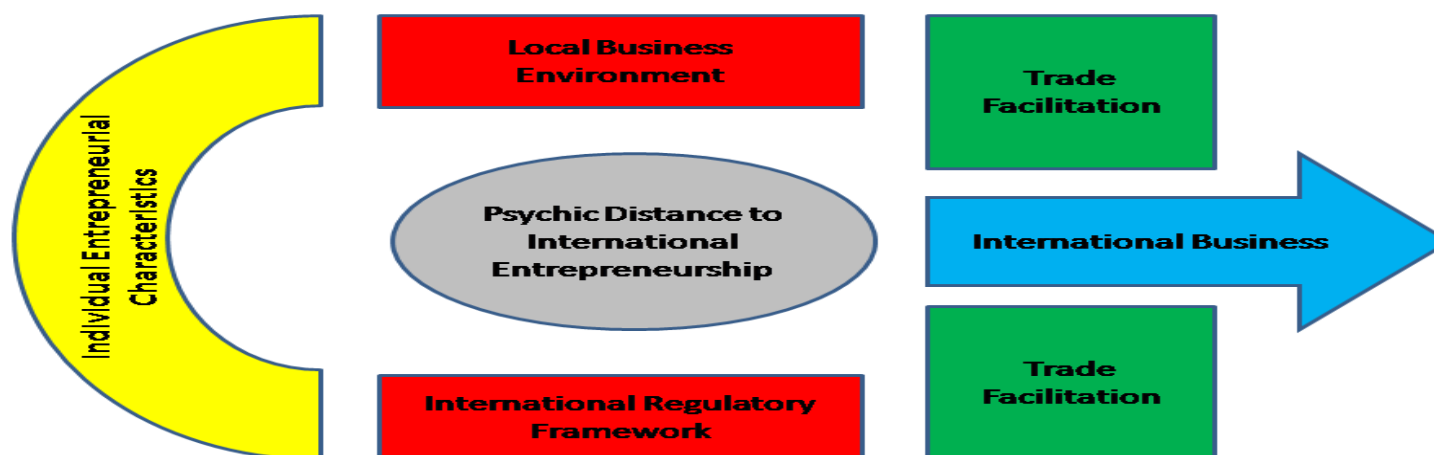 Individual Entrepreneurial
Characteristics
Local Business
Environment
Psychic Distance to
International
Entrepreneurship
International Regulatory
Framework
Trade
Facilitation
International Business
Trade
Facilitation